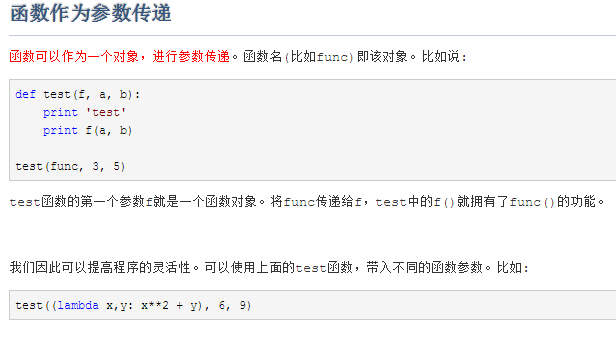 函数作为参数传递
函数可以作为一个对象，进行参数传递。函数名(比如func)即该对象。比如说:
def test(f, a, b):
    print 'test'
    print f(a, b)
test(func, 3, 5)
test函数的第一个参数f就是一个函数对象。将func传递给f，test中的f()就拥有了func()的功能。
我们因此可以提高程序的灵活性。可以使用上面的test函数，带入不同的函数参数。比如:
test((lambda x,y: x**2 + y), 6, 9)